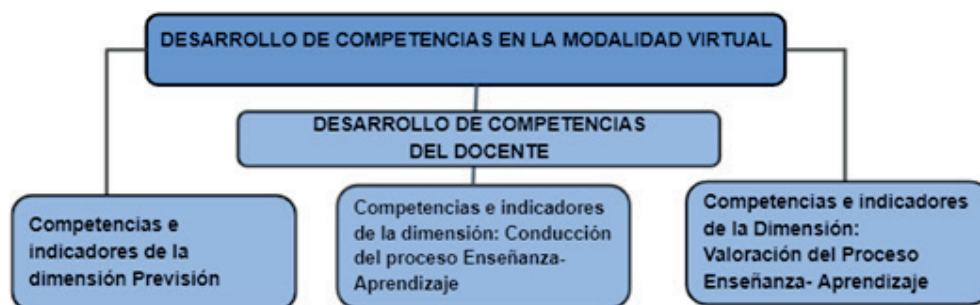 DESARROLLO DE COMPETENCIAS EN LA MODALIDAD VIRTUAL
DESARROLLO DE COMPETENCIAS
DEL DOCENTE
Competencias e
indicadores de la
dimensión Previsión
Competencias e indicadores
de la dimensión: Conducción
del proceso Enseñanza-
Aprendizaje
Competencias e indicadores
de la Dimensión:
Valoración del Proceso
Enseñanza- Aprendizaje